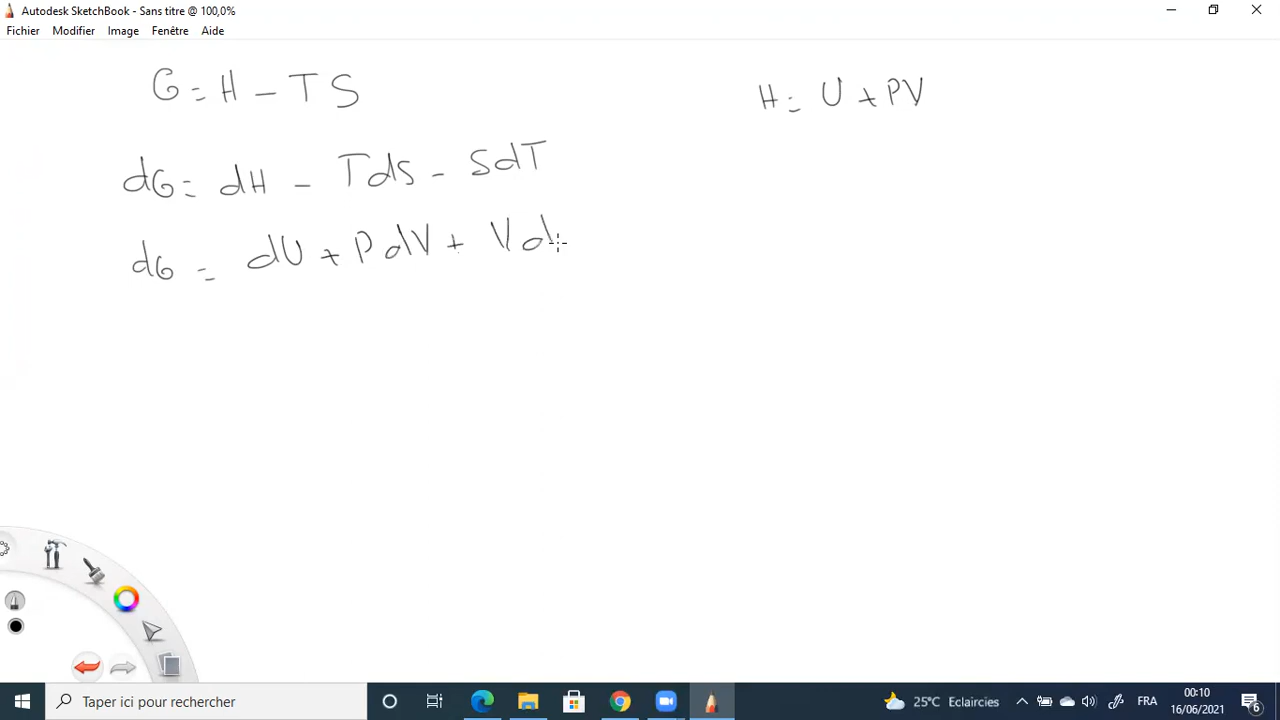 Autodesk SketchBook - Sans titre @ 100,0%
Fichier Modifier Image Fenêtre Aide
G = H - TS
H = U + PV
dG = dH - TdS - SdT
dG = dU + PdV + Vd
Taper ici pour rechercher
25°C Eclaircies
FRA
00:10
16/06/2021
6